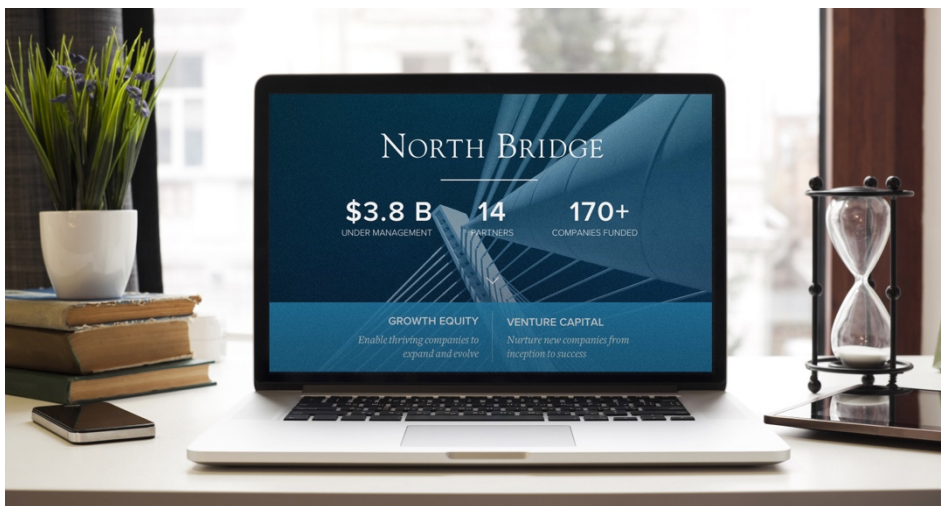 NORTH BRIDGE
$3.8 B
UNDER MANAGEMENT
14
PARTNERS
170+
COMPANIES FUNDED
GROWTH EQUITY
Enable thriving companies to
expand and evolve
VENTURE CAPITAL
Nurture new companies from
inception to success